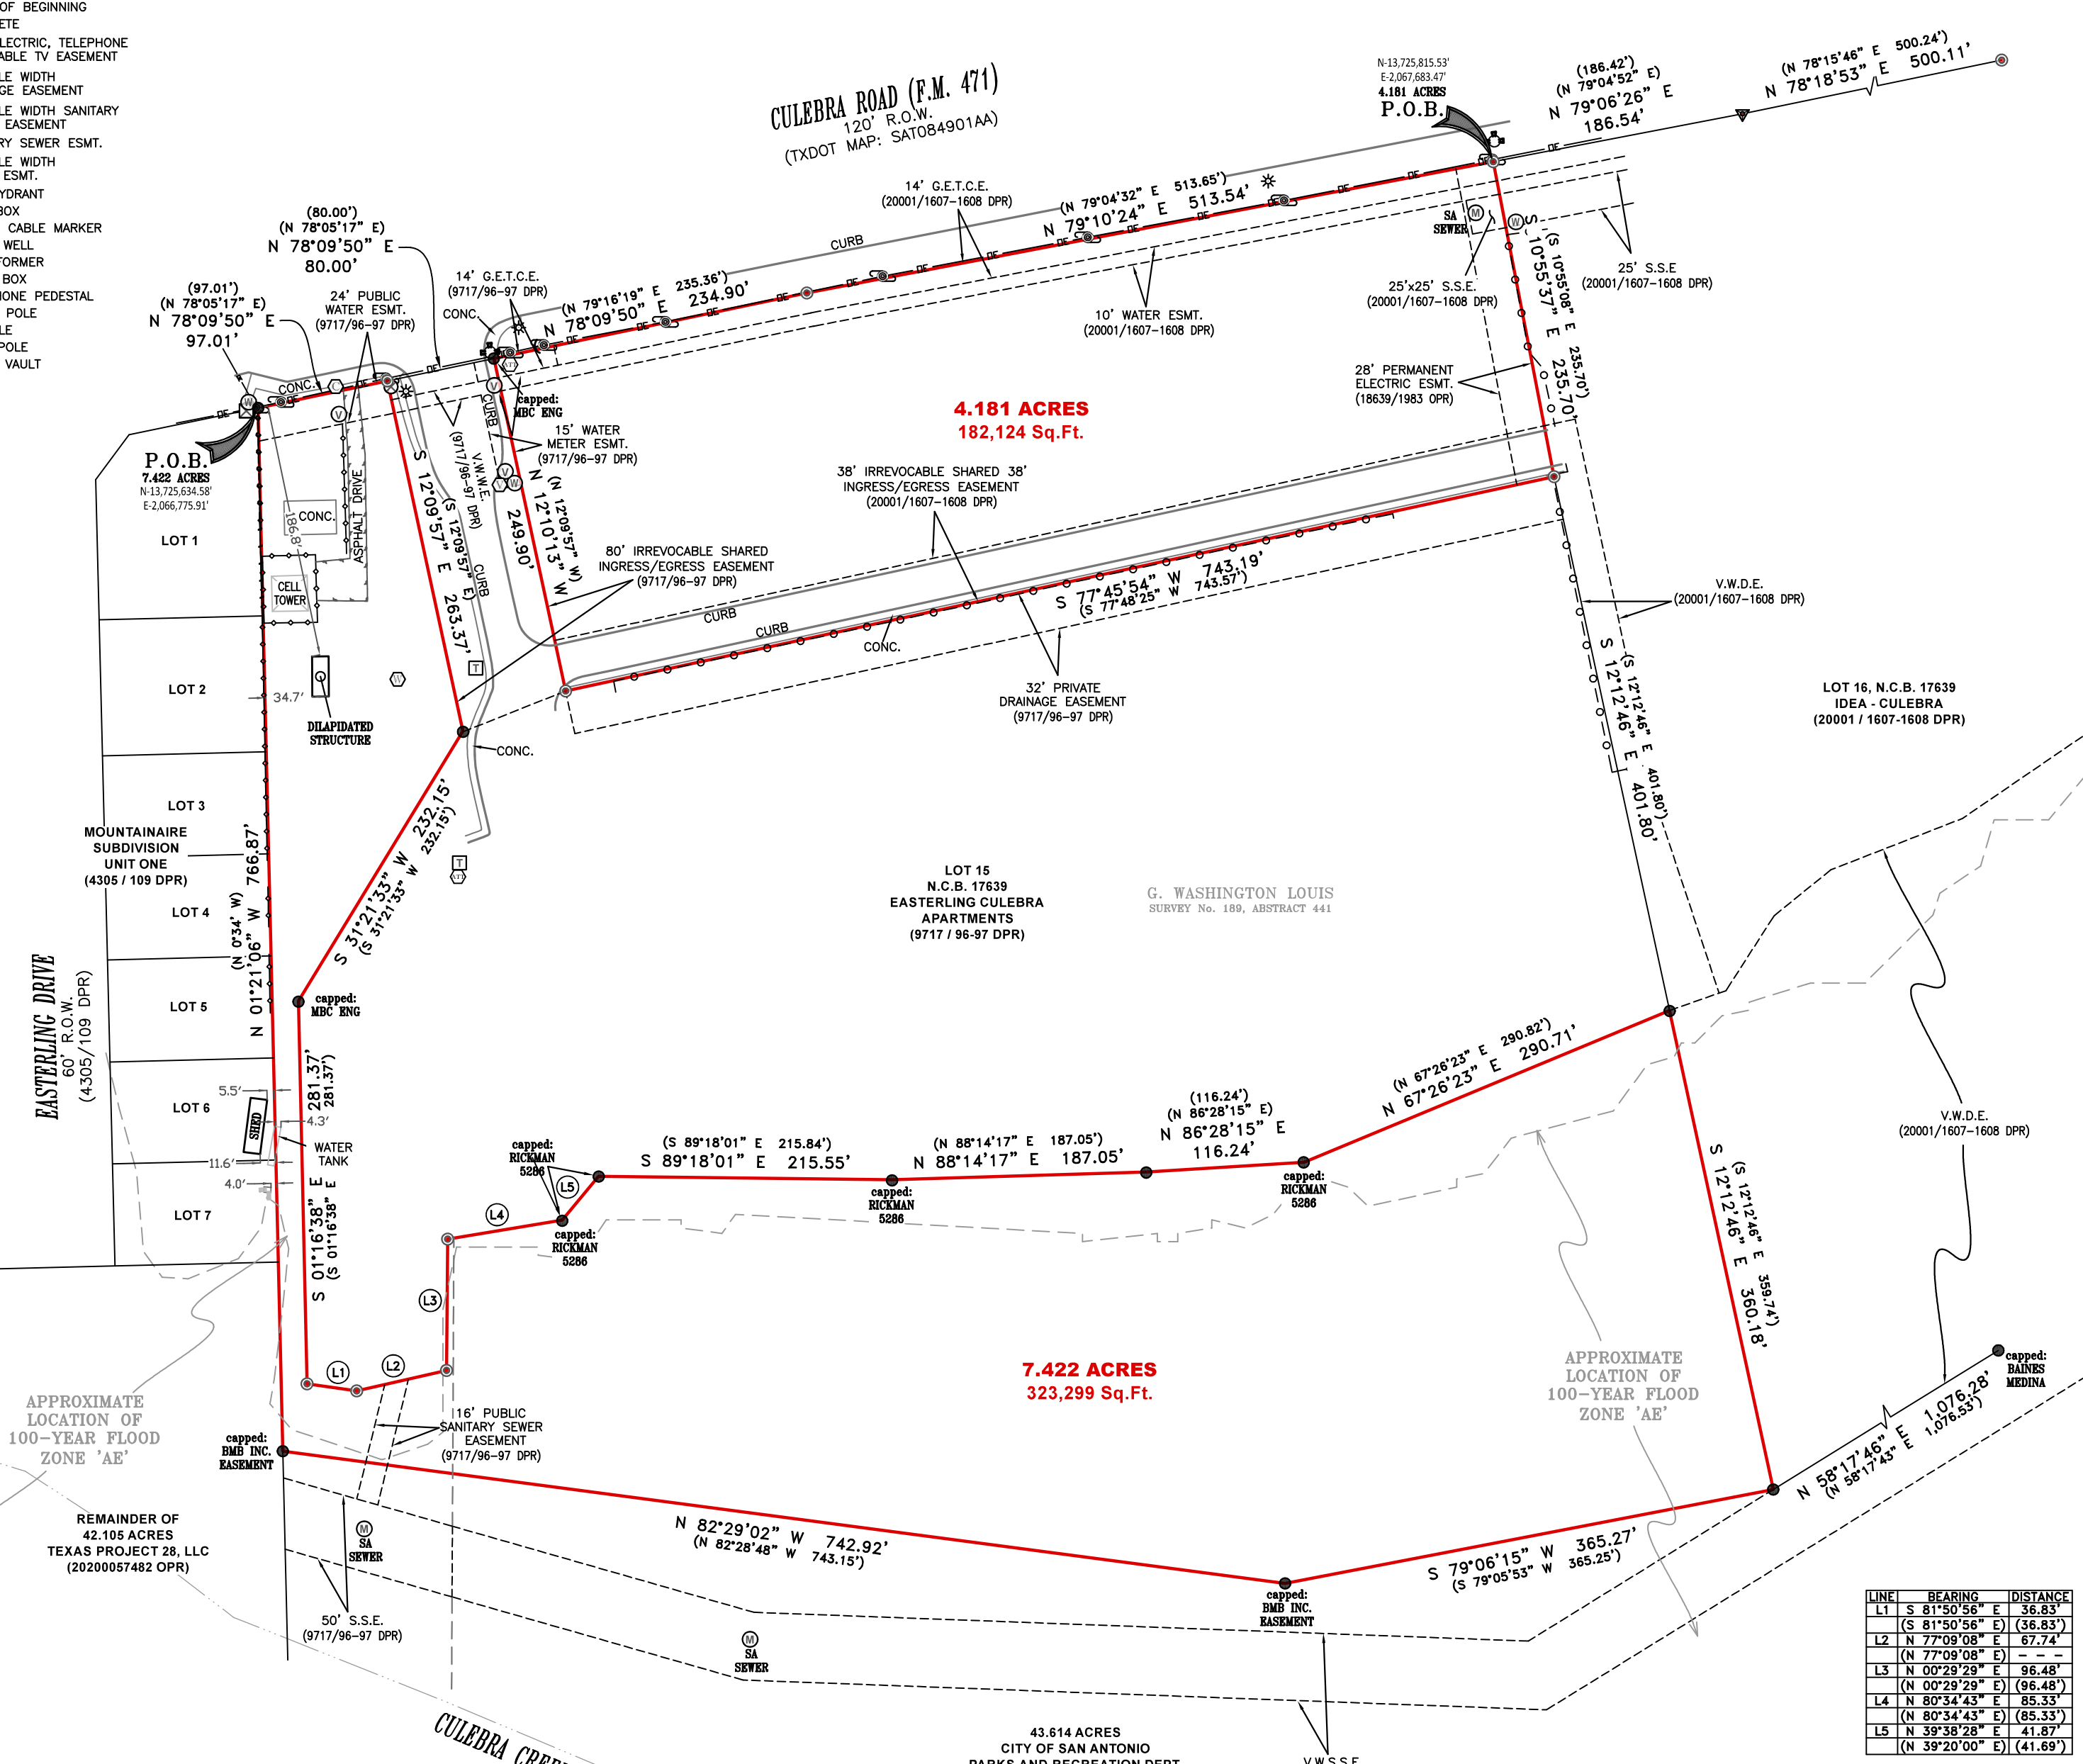 OF BEGINNING
ETE
LECTRIC, TELEPHONE
ABLE TV EASEMENT
LE WIDTH
GE EASEMENT
LE WIDTH SANITARY
EASEMENT
RY SEWER ESMT.
LE WIDTH
ESMT.
YDRANT
BOX
CABLE MARKER
WELL
FORMER
BOX
ONE PEDESTAL
POLE
LE
POLE
VAULT
CULEBRA ROAD (F.M. 471)
120' R.O.W.
(TXDOT MAP: SAT084901AA)
N-13,725,815.53'
E-2,067,683.47'
4.181 ACRES
P.O.B.
(186.42')
(N 79°04'52" E)
N 79°06'26" E
186.54'
(N 78°15'46" E 500.24')
N 78°18'53" E 500.11'
14' G.E.T.C.E.
(20001/1607-1608 DPR)
(N 79°04'32" E 513.65')
N 79°10'24" E 513.54'
CURB
SA
SEWER
M
W
25' S.S.E
(20001/1607-1608 DPR)
25'x25' S.S.E.
(20001/1607-1608 DPR)
10' WATER ESMT.
(20001/1607-1608 DPR)
(S 10°55'08" E 235.70')
S 10°55'37" E 235.70'
28' PERMANENT
ELECTRIC ESMT.
(18639/1983 OPR)
(80.00')
(N 78°05'17" E)
N 78°09'50" E
80.00'
(97.01')
(N 78°05'17" E)
N 78°09'50" E
97.01'
24' PUBLIC
WATER ESMT.
(9717/96-97 DPR)
14' G.E.T.C.E.
(9717/96-97 DPR)
CONC.
(N 79°16'19" E 235.36')
N 78°09'50" E 234.90'
CONC.
capped:
MBC ENG
15' WATER
METER ESMT.
(9717/96-97 DPR)
CURB
V.W.W.E.
(9717/96-97 DPR)
P.O.B.
7.422 ACRES
N-13,725,634.58'
E-2,066,775.91'
4.181 ACRES
182,124 Sq.Ft.
38' IRREVOCABLE SHARED 38'
INGRESS/EGRESS EASEMENT
(20001/1607-1608 DPR)
S 12°09'57" E 263.37'
(S 12°09'57" E)
CURB
N 12°10'13" W
249.90'
(N 12°09'57" W)
80' IRREVOCABLE SHARED
INGRESS/EGRESS EASEMENT
(9717/96-97 DPR)
CONC.
ASPHALT DRIVE
186.8'
CELL
TOWER
LOT 1
LOT 2
LOT 3
LOT 4
LOT 5
LOT 6
LOT 7
34.7'
DILAPIDATED
STRUCTURE
W
T
CONC.
CURB
CURB
CONC.
S 77°45'54" W 743.19'
(S 77°48'25" W 743.57')
32' PRIVATE
DRAINAGE EASEMENT
(9717/96-97 DPR)
V.W.D.E.
(20001/1607-1608 DPR)
(S 12°12'46" E 401.80')
S 12°12'46" E 401.80'
LOT 16, N.C.B. 17639
IDEA - CULEBRA
(20001 / 1607-1608 DPR)
MOUNTAINAIRE
SUBDIVISION
UNIT ONE
(4305 / 109 DPR)
(N 0°34' W)
N 01°21'06" W 766.87'
S 31°21'33" W 232.15'
(S 31°21'33" W 232.15')
T
LOT 15
N.C.B. 17639
EASTERLING CULEBRA
APARTMENTS
(9717 / 96-97 DPR)
G. WASHINGTON LOUIS
SURVEY No. 189, ABSTRACT 441
EASTERLING DRIVE
60' R.O.W.
(4305/109 DPR)
capped:
MBC ENG
5.5'
SHED
4.3'
WATER
TANK
11.6'
4.0'
S 01°16'38" E 281.37'
(S 01°16'38" E 281.37')
capped:
RICKMAN
5286
(S 89°18'01" E 215.84')
S 89°18'01" E 215.55'
(N 88°14'17" E 187.05')
N 88°14'17" E 187.05'
(116.24')
(N 86°28'15" E)
N 86°28'15" E
116.24'
(N 67°26'23" E 290.82')
N 67°26'23" E 290.71'
capped:
RICKMAN
5286
capped:
RICKMAN
5286
capped:
RICKMAN
5286
L5
L4
L3
L2
L1
(S 12°12'46" E 359.74')
S 12°12'46" E 360.18'
V.W.D.E.
(20001/1607-1608 DPR)
7.422 ACRES
323,299 Sq.Ft.
APPROXIMATE
LOCATION OF
100-YEAR FLOOD
ZONE 'AE'
APPROXIMATE
LOCATION OF
100-YEAR FLOOD
ZONE 'AE'
capped:
BAINES
MEDINA
N 58°17'46" E 1,076.28'
(N 58°17'43" E 1,076.53')
16' PUBLIC
SANITARY SEWER
EASEMENT
(9717/96-97 DPR)
capped:
BMB INC.
EASEMENT
N 82°29'02" W 742.92'
(N 82°28'48" W 743.15')
S 79°06'15" W 365.27'
(S 79°05'53" W 365.25')
REMAINDER OF
42.105 ACRES
TEXAS PROJECT 28, LLC
(20200057482 OPR)
M
SA
SEWER
50' S.S.E.
(9717/96-97 DPR)
M
SA
SEWER
capped:
BMB INC.
EASEMENT
CULEBRA CREE
43.614 ACRES
CITY OF SAN ANTONIO
PARKS AND RECREATION DEPT
V.W.S.S.E.
LINE BEARING DISTANCE
L1 S 81°50'56" E 36.83'
(S 81°50'56" E) (36.83')
L2 N 77°09'08" E 67.74'
(N 77°09'08" E) - - -
L3 N 00°29'29" E 96.48'
(N 00°29'29" E) (96.48')
L4 N 80°34'43" E 85.33'
(N 80°34'43" E) (85.33')
L5 N 39°38'28" E 41.87'
(N 39°20'00" E) (41.69')